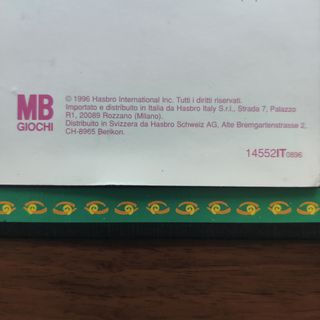 MB
GIOCHI
© 1996 Hasbro International Inc. Tutti i diritti riservati.
Importato e distribuito in Italia da Hasbro Italy S.r.l., Strada 7, Palazzo
R1, 20089 Rozzano (Milano).
Distribuito in Svizzera da Hasbro Schweiz AG, Alte Bremgartenstrasse 2,
CH-8965 Berikon.
14552IT0896